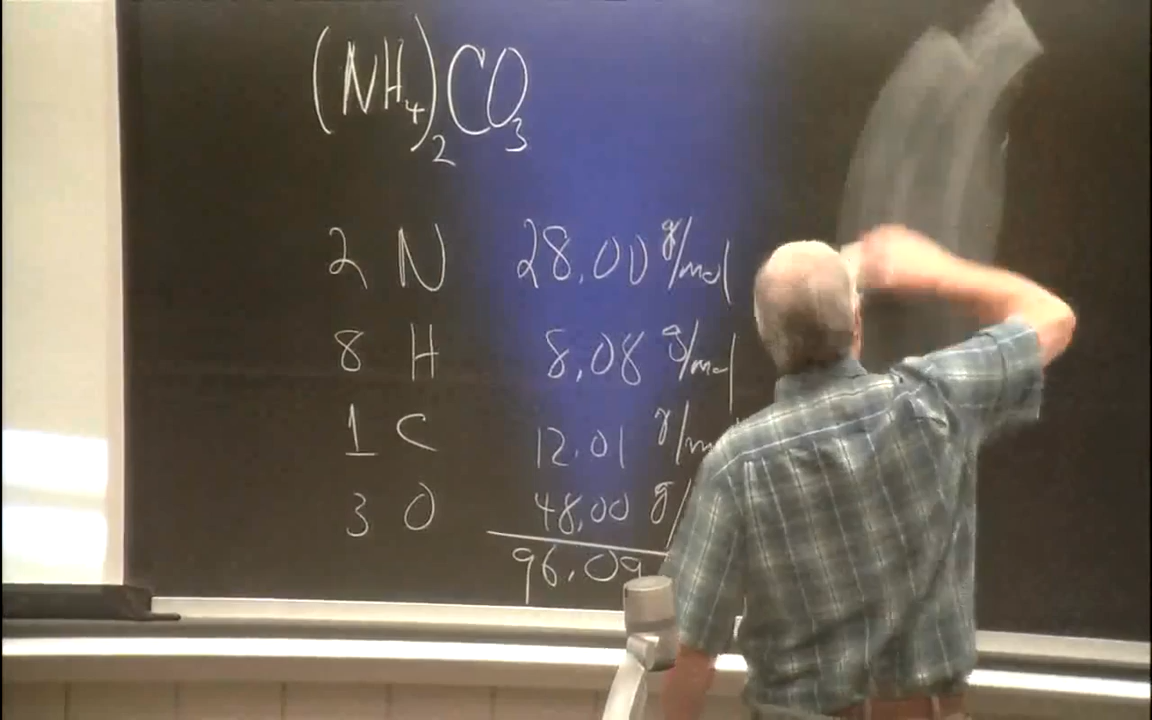 (NH₄)₂CO₃
2 N 28.00 g/mol
8 H 8.08 g/mol
1 C 12.01 g/m
3 O 48.00 g/
96.09